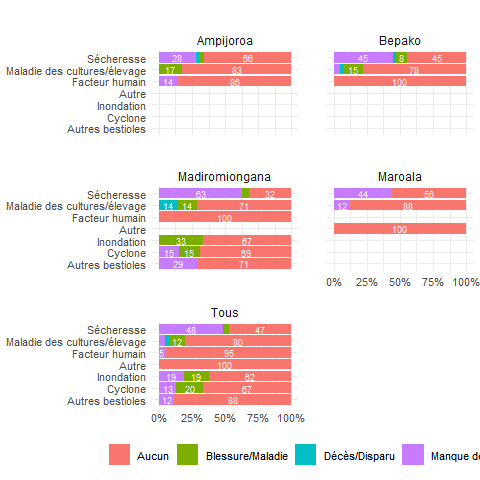 Ampijoroa
Bepako
Sécheresse 28 66 45 8 45
Maladie des cultures/élevage 17 83 15 78
Facteur humain 14 86 100
Autre
Inondation
Cyclone
Autres bestioles
Madiromiongana
Maroala
Sécheresse 63 32 44 56
Maladie des cultures/élevage 14 14 71 12 88
Facteur humain 100
Autre 100
Inondation 33 67
Cyclone 15 15 69
Autres bestioles 29 71
0% 25% 50% 75% 100%
Tous
Sécheresse 48 47
Maladie des cultures/élevage 12 80
Facteur humain 5 95
Autre 100
Inondation 19 19 62
Cyclone 13 20 67
Autres bestioles 12 88
0% 25% 50% 75% 100%
Aucun Blessure/Maladie Décès/Disparu Manque de